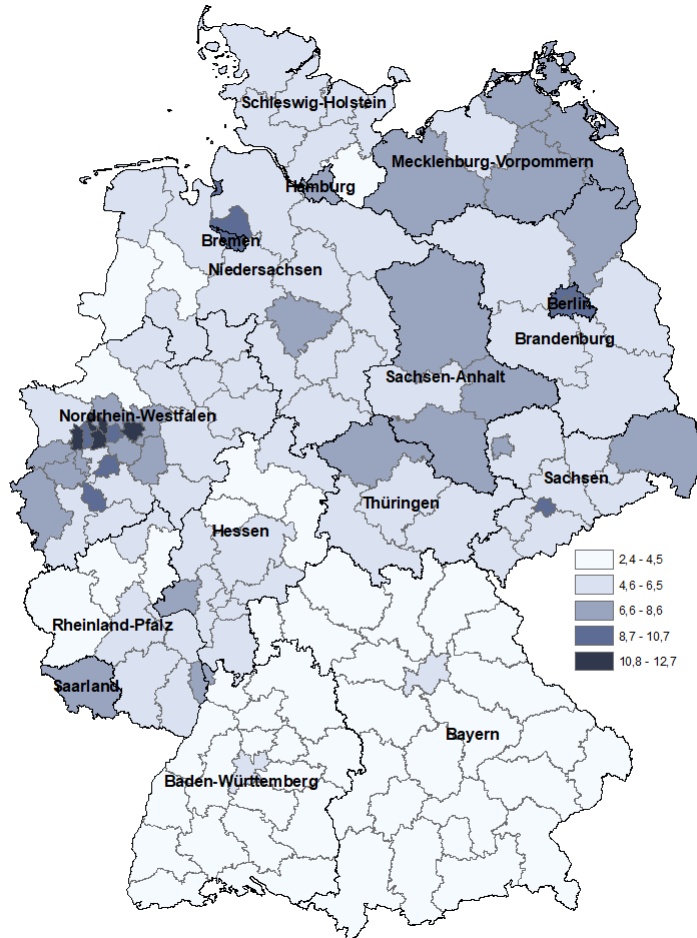 Schleswig-Holstein
Mecklenburg-Vorpommern
Hamburg
Bremen
Niedersachsen
Berlin
Brandenburg
Sachsen-Anhalt
Nordrhein-Westfalen
Sachsen
Thüringen
Hessen
2,4 - 4,5
4,6 - 6,5
6,6 - 8,6
8,7 - 10,7
10,8 - 12,7
Rheinland-Pfalz
Saarland
Bayern
Baden-Württemberg